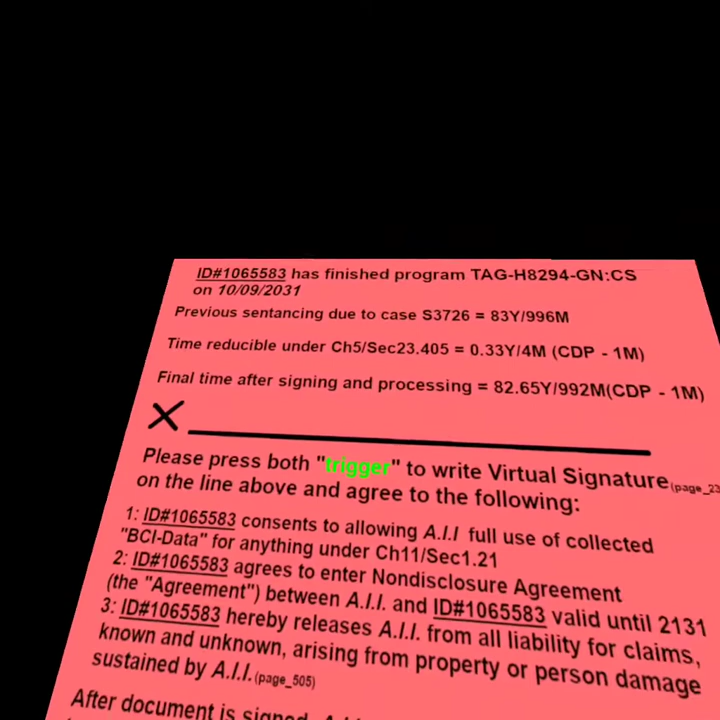 ID#1065583 has finished program TAG-H8294-GN:CS
on 10/09/2031
Previous sentancing due to case S3726 = 83Y/996M
Time reducible under Ch5/Sec23.405 = 0.33Y/4M (CDP - 1M)
Final time after signing and processing = 82.65Y/992M(CDP - 1M)
X
Please press both "trigger" to write Virtual Signature
on the line above and agree to the following:
1: ID#1065583 consents to allowing A.I.I full use of collected
"BCI-Data" for anything under Ch11/Sec1.21
2: ID#1065583 agrees to enter Nondisclosure Agreement
(the "Agreement") between A.I.I. and ID#1065583 valid until 2131
3: ID#1065583 hereby releases A.I.I. from all liability for claims,
known and unknown, arising from property or person damage
sustained by A.I.I.(page_505)
After document is signed,